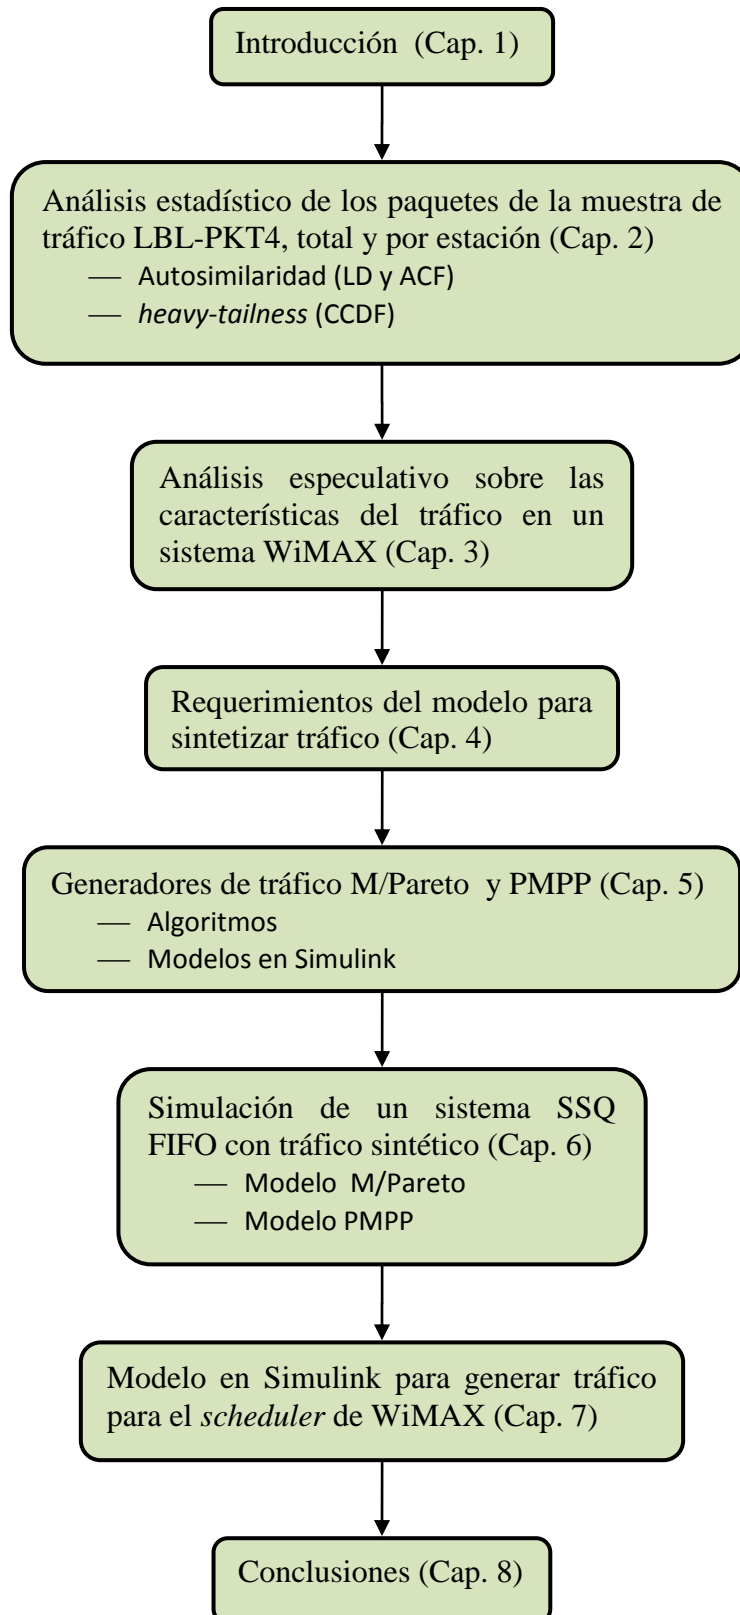 Introducción  (Cap. 1)
Análisis estadístico de los paquetes de la muestra de
tráfico LBL-PKT4, total y por estación (Cap. 2)
— Autosimilaridad (LD y ACF)
— heavy-tailness (CCDF)
Análisis especulativo sobre las
características del tráfico en un
sistema WiMAX (Cap. 3)
Requerimientos del modelo para
sintetizar tráfico (Cap. 4)
Generadores de tráfico M/Pareto  y PMPP (Cap. 5)
— Algoritmos
— Modelos en Simulink
Simulación de un sistema SSQ
FIFO con tráfico sintético (Cap. 6)
— Modelo  M/Pareto
— Modelo PMPP
Modelo en Simulink para generar tráfico
para el scheduler de WiMAX (Cap. 7)
Conclusiones (Cap. 8)